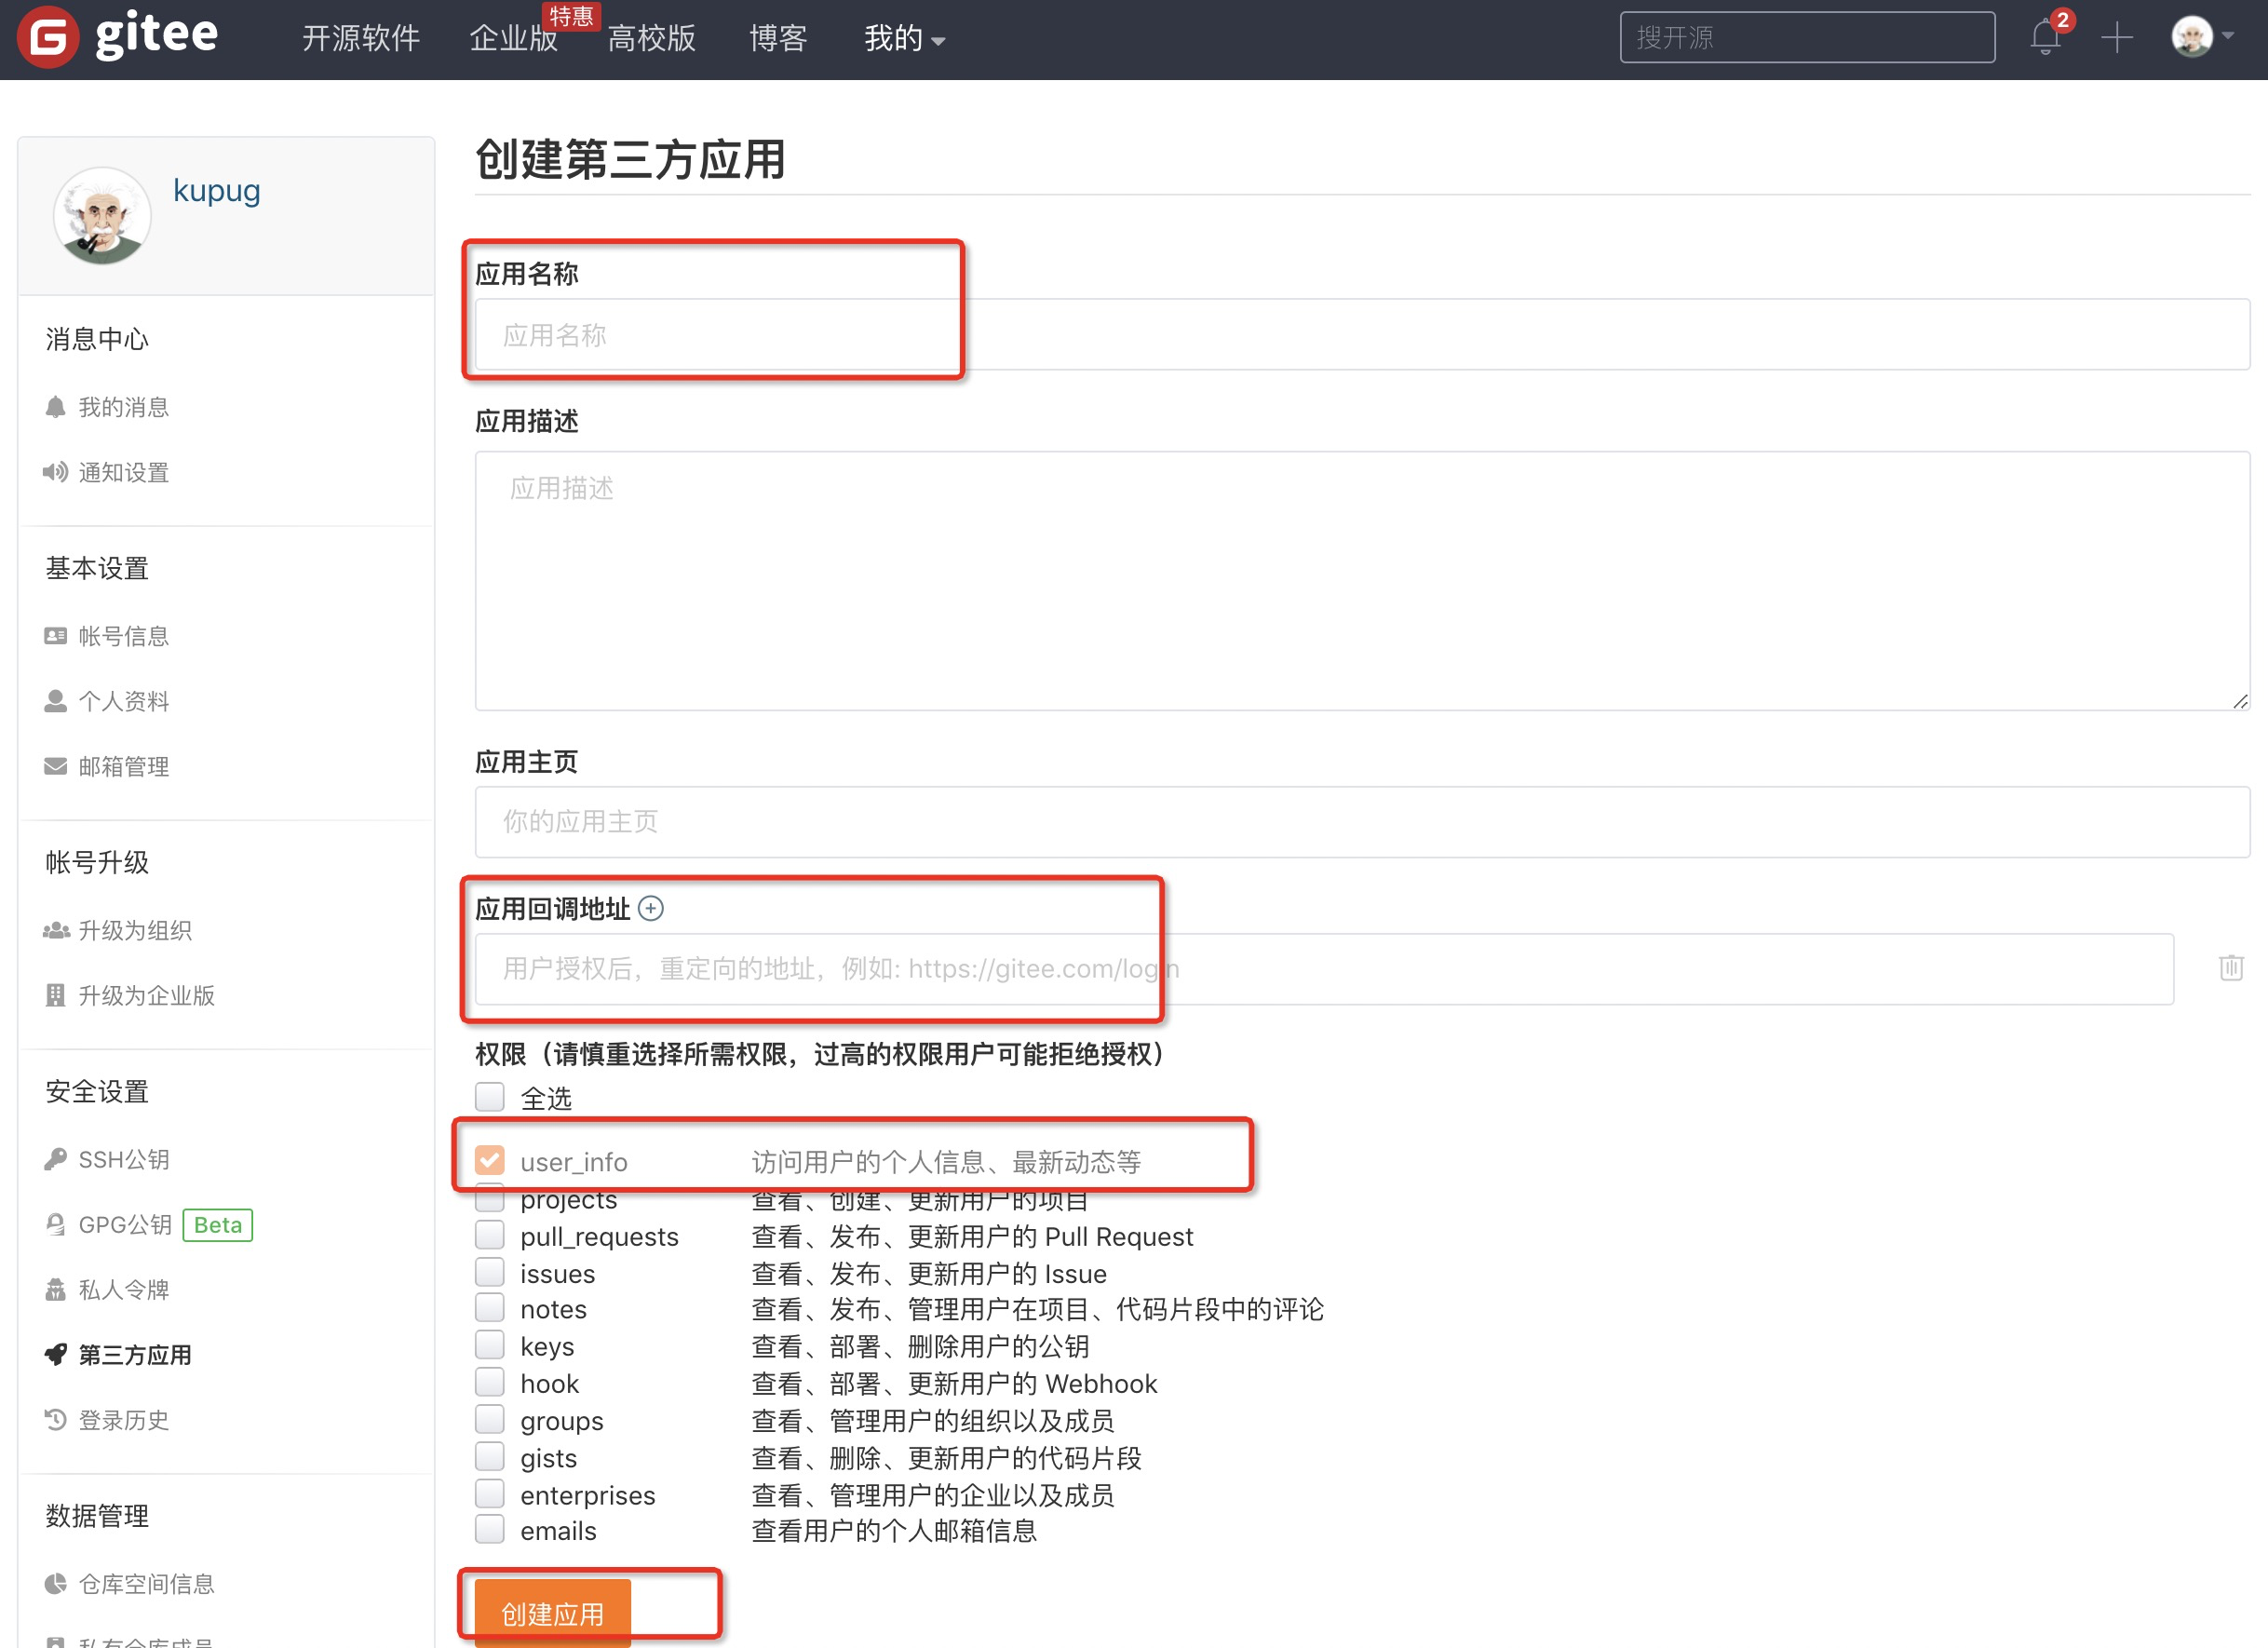 gitee
开源软件
企业版
特惠
高校版
博客
我的
搜开源
2
kupug
消息中心
我的消息
通知设置
基本设置
帐号信息
个人资料
邮箱管理
帐号升级
升级为组织
升级为企业版
安全设置
SSH公钥
GPG公钥 Beta
私人令牌
第三方应用
登录历史
数据管理
仓库空间信息
私有仓库成员
创建第三方应用
应用名称
应用名称
应用描述
应用描述
应用主页
你的应用主页
应用回调地址
用户授权后，重定向的地址，例如: https://gitee.com/login
权限（请慎重选择所需权限，过高的权限用户可能拒绝授权）
全选
user_info 访问用户的个人信息、最新动态等
projects 查看、创建、更新用户的项目
pull_requests 查看、发布、更新用户的 Pull Request
issues 查看、发布、更新用户的 Issue
notes 查看、发布、管理用户在项目、代码片段中的评论
keys 查看、部署、删除用户的公钥
hook 查看、部署、更新用户的 Webhook
groups 查看、管理用户的组织以及成员
gists 查看、删除、更新用户的代码片段
enterprises 查看、管理用户的企业以及成员
emails 查看用户的个人邮箱信息
创建应用